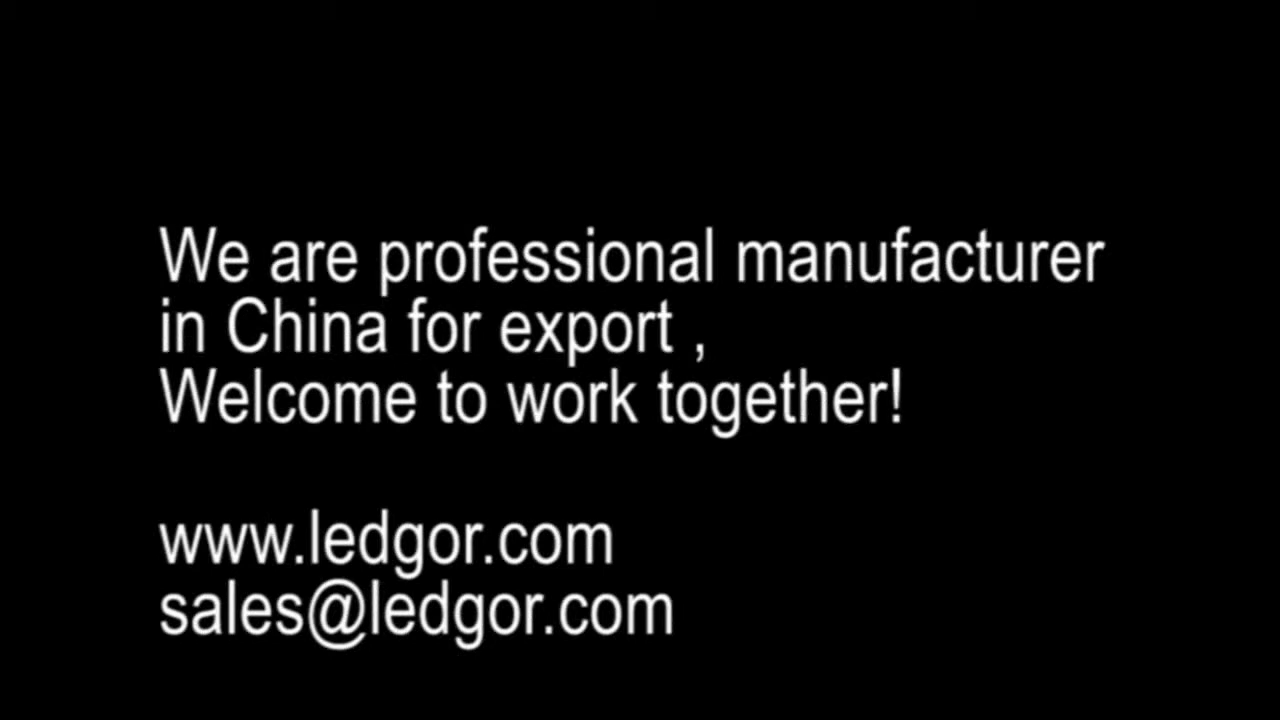 We are professional manufacturer
in China for export ,
Welcome to work together!
www.ledgor.com
sales@ledgor.com